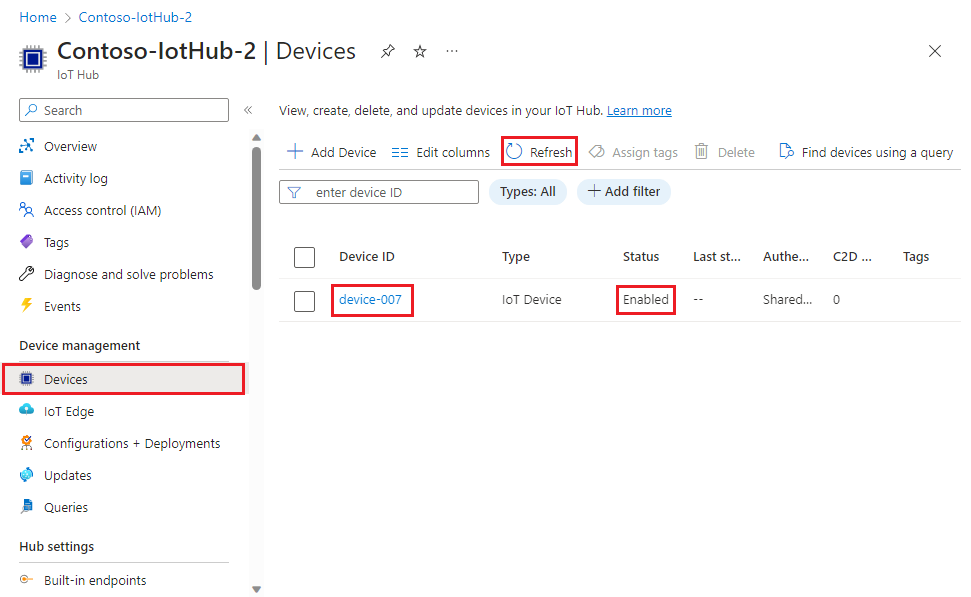 Home > Contoso-IotHub-2
Contoso-IotHub-2 | Devices ...
IoT Hub
Search
Overview
Activity log
Access control (IAM)
Tags
Diagnose and solve problems
Events
Device management
Devices
IoT Edge
Configurations + Deployments
Updates
Queries
Hub settings
Built-in endpoints
View, create, delete, and update devices in your IoT Hub. Learn more
Add Device Edit columns Refresh Assign tags Delete Find devices using a query
enter device ID Types: All Add filter
Device ID Type Status Last st... Authe... C2D ... Tags
device-007 IoT Device Enabled -- Shared... 0